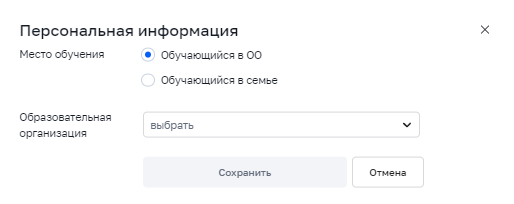 Персональная информация
Место обучения
Обучающийся в ОО
Обучающийся в семье
Образовательная
организация
выбрать
Сохранить
Отмена